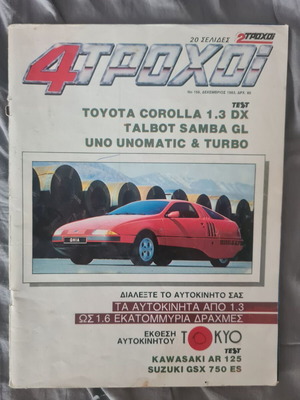 20 ΣΕΛΙΔΕΣ 2ΤΡΟΧΟΙ
4ΤΡΟΧΟΙ
TEST
TOYOTA COROLLA 1.3 DX
TALBOT SAMBA GL
UNO UNOMATIC & TURBO
GHIA
ΔΙΑΛΕΞΤΕ ΤΟ ΑΥΤΟΚΙΝΗΤΟ ΣΑΣ
ΤΑ ΑΥΤΟΚΙΝΗΤΑ ΑΠΟ 1.3
ΩΣ 1.6 ΕΚΑΤΟΜΜΥΡΙΑ ΔΡΑΧΜΕΣ
ΕΚΘΕΣΗ
ΑΥΤΟΚΙΝΗΤΟΥ TOKYO
TEST
KAWASAKI AR 125
SUZUKI GSX 750 ES